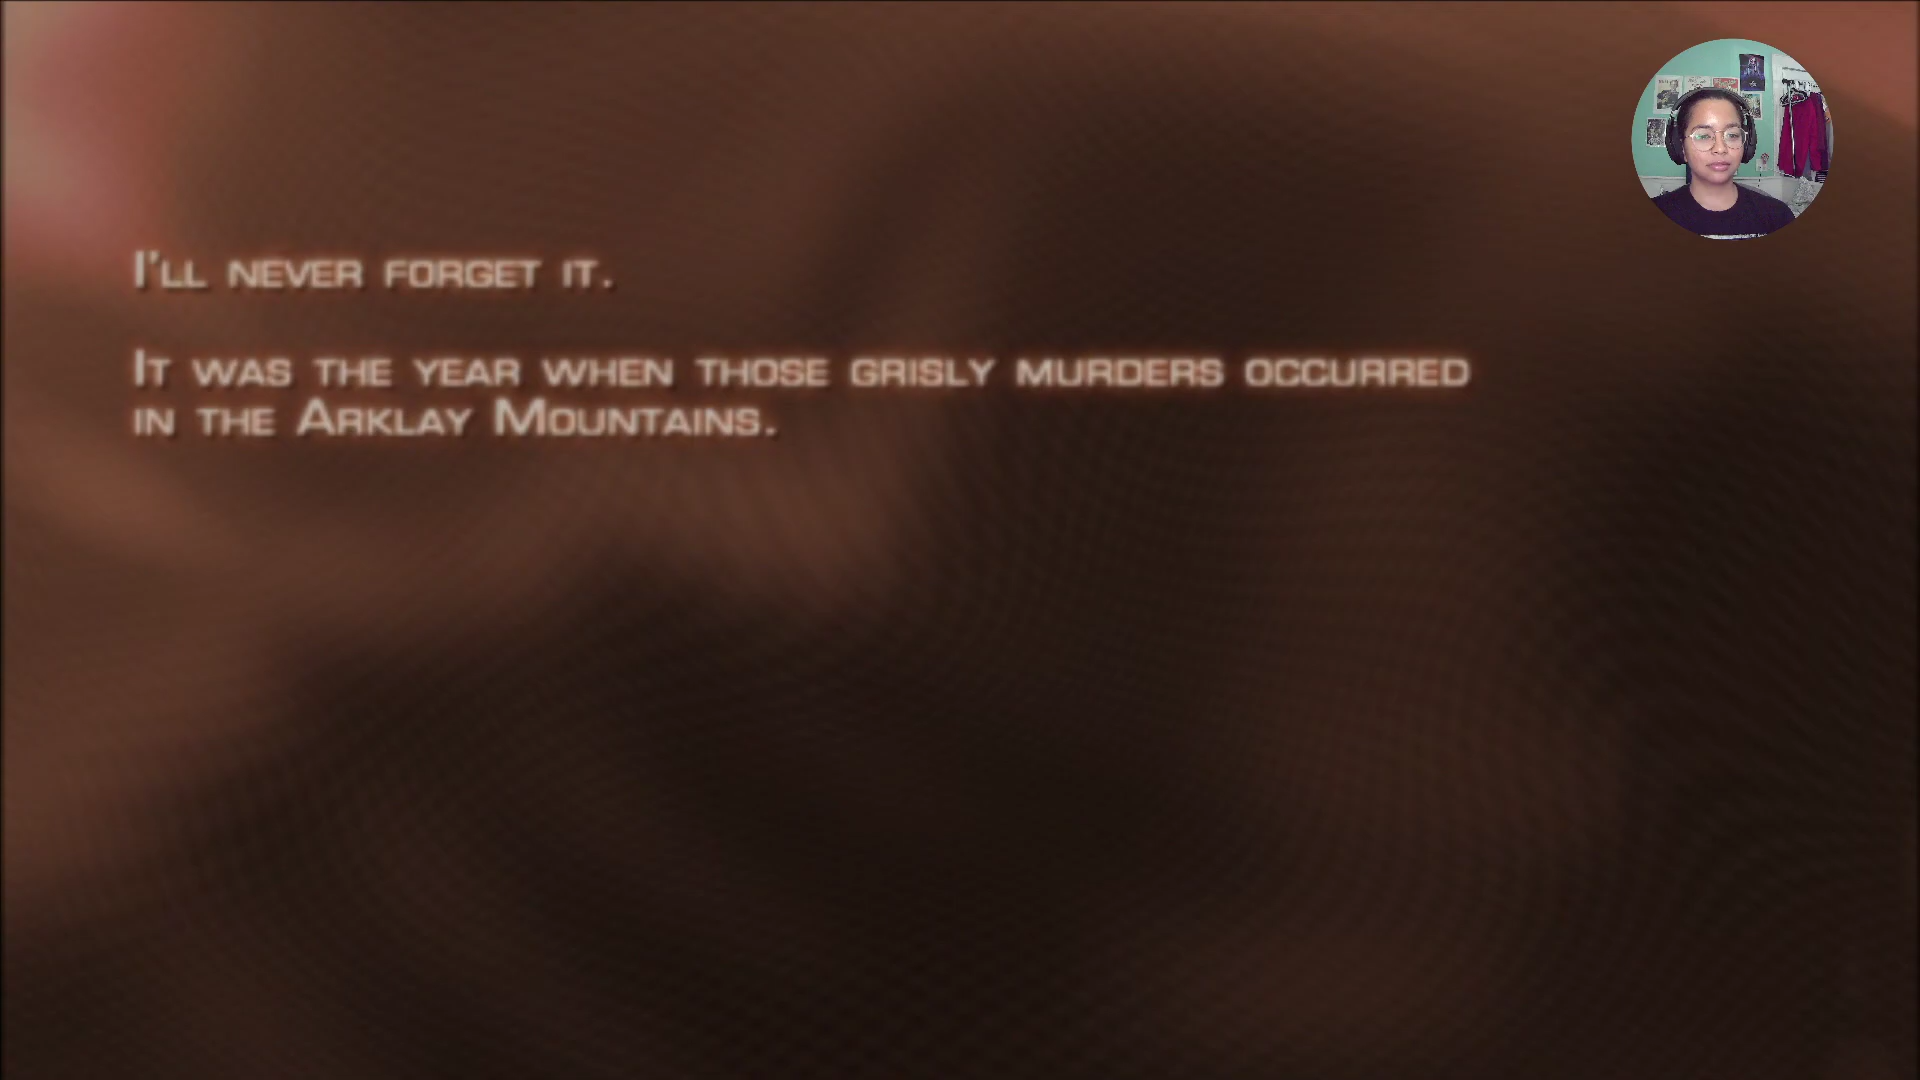 I'll never forget it.
It was the year when those grisly murders occurred
in the Arklay Mountains.